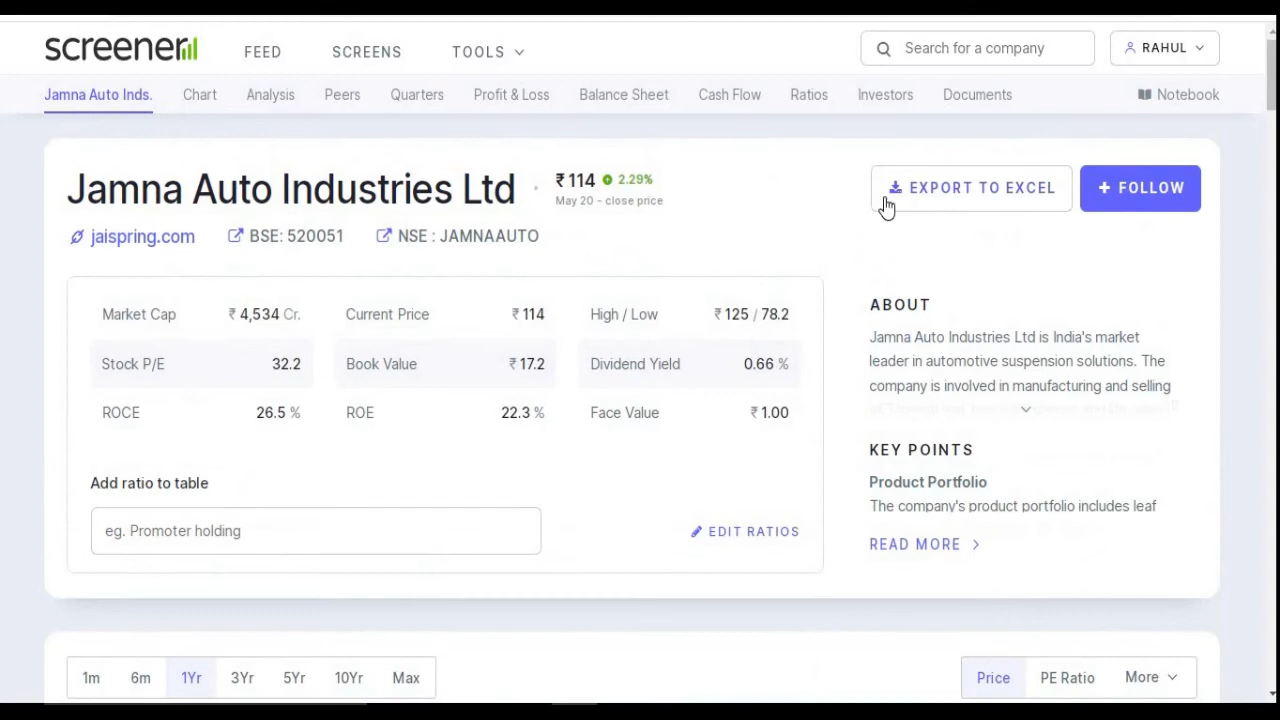 screener
FEED SCREENS TOOLS
Search for a company
RAHUL
Jamna Auto Inds. Chart Analysis Peers Quarters Profit & Loss Balance Sheet Cash Flow Ratios Investors Documents Notebook
Jamna Auto Industries Ltd
₹ 114 2.29%
May 20 - close price
EXPORT TO EXCEL
+ FOLLOW
jaispring.com BSE: 520051 NSE : JAMNAAUTO
Market Cap ₹ 4,534 Cr. Current Price ₹ 114 High / Low ₹ 125 / 78.2
Stock P/E 32.2 Book Value ₹ 17.2 Dividend Yield 0.66 %
ROCE 26.5 % ROE 22.3 % Face Value ₹ 1.00
Add ratio to table
eg. Promoter holding
EDIT RATIOS
ABOUT
Jamna Auto Industries Ltd is India's market
leader in automotive suspension solutions. The
company is involved in manufacturing and selling
KEY POINTS
Product Portfolio
The company's product portfolio includes leaf
READ MORE
1m 6m 1Yr 3Yr 5Yr 10Yr Max
Price PE Ratio More